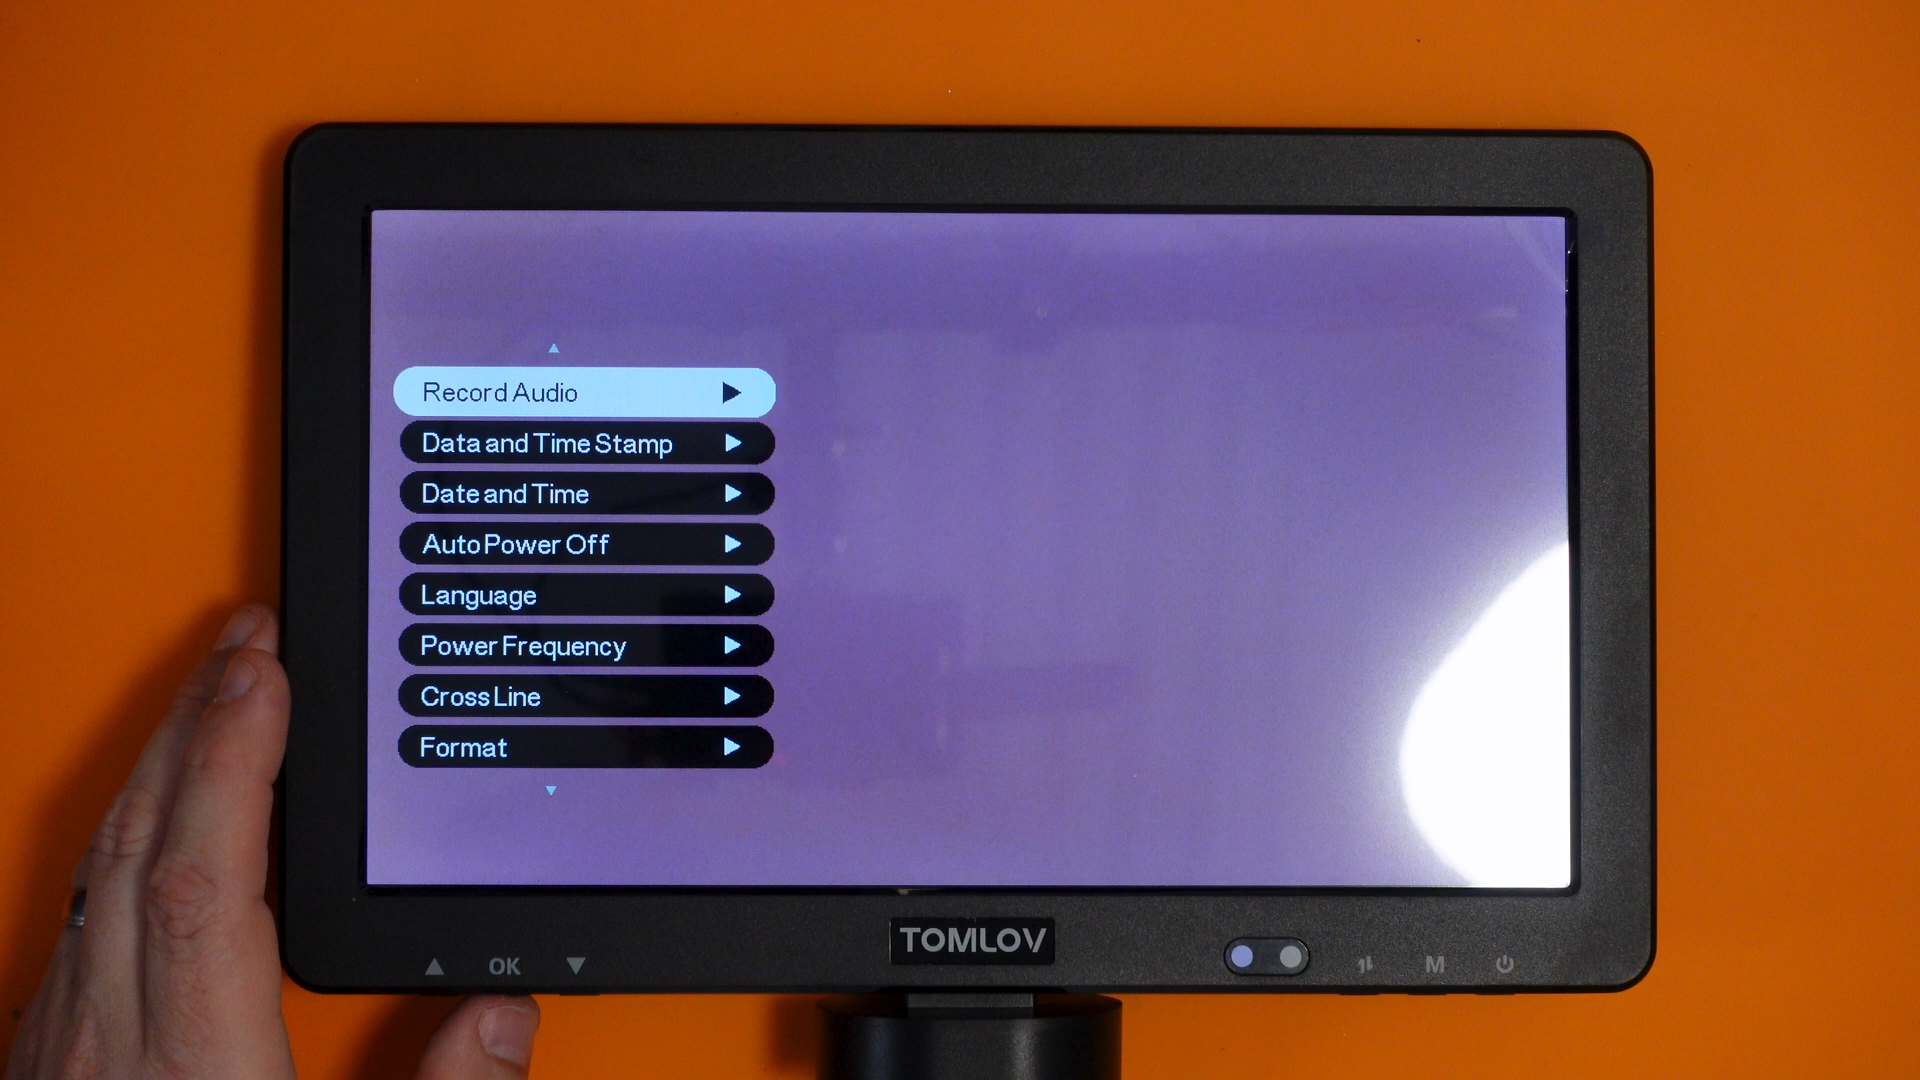 Record Audio
Data and Time Stamp
Date and Time
Auto Power Off
Language
Power Frequency
Cross Line
Format
TOMLOV
OK
M